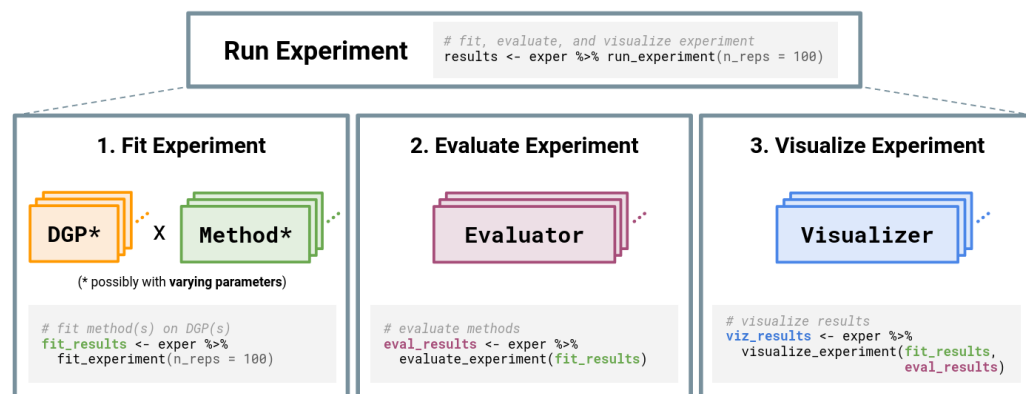 Run Experiment
# fit, evaluate, and visualize experiment
results <- exper %>% run_experiment(n_reps = 100)
1. Fit Experiment
DGP*
x
Method*
(* possibly with varying parameters)
# fit method(s) on DGP(s)
fit_results <- exper %>%
fit_experiment(n_reps = 100)
2. Evaluate Experiment
Evaluator
# evaluate methods
eval_results <- exper %>%
evaluate_experiment(fit_results)
3. Visualize Experiment
Visualizer
# visualize results
viz_results <- exper %>%
visualize_experiment(fit_results,
eval_results)